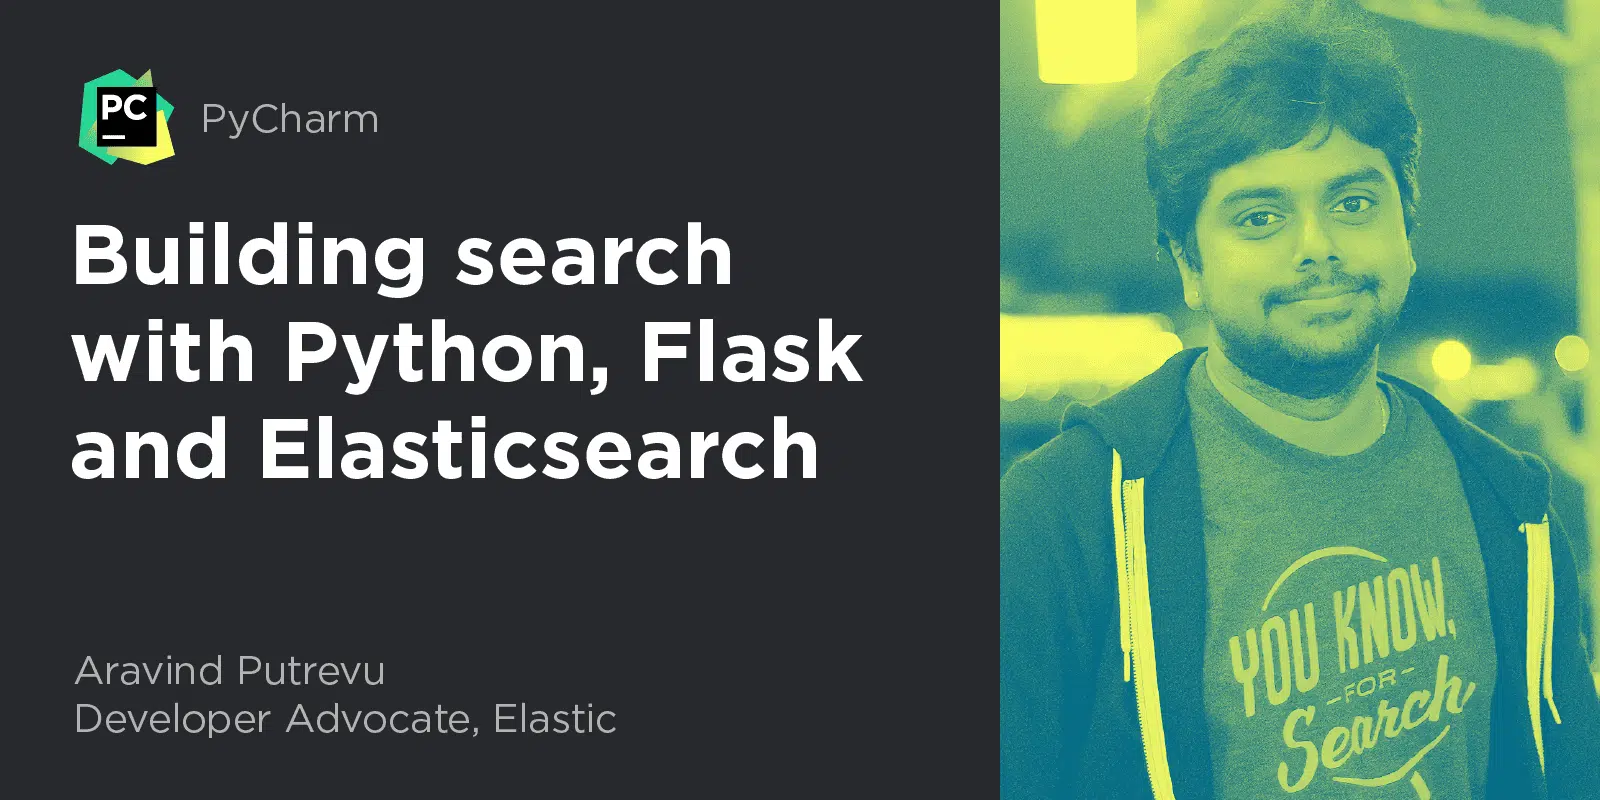 PC
PyCharm
Building search
with Python, Flask
and Elasticsearch
Aravind Putrevu
Developer Advocate, Elastic
YOU KNOW,
-FOR-
Search